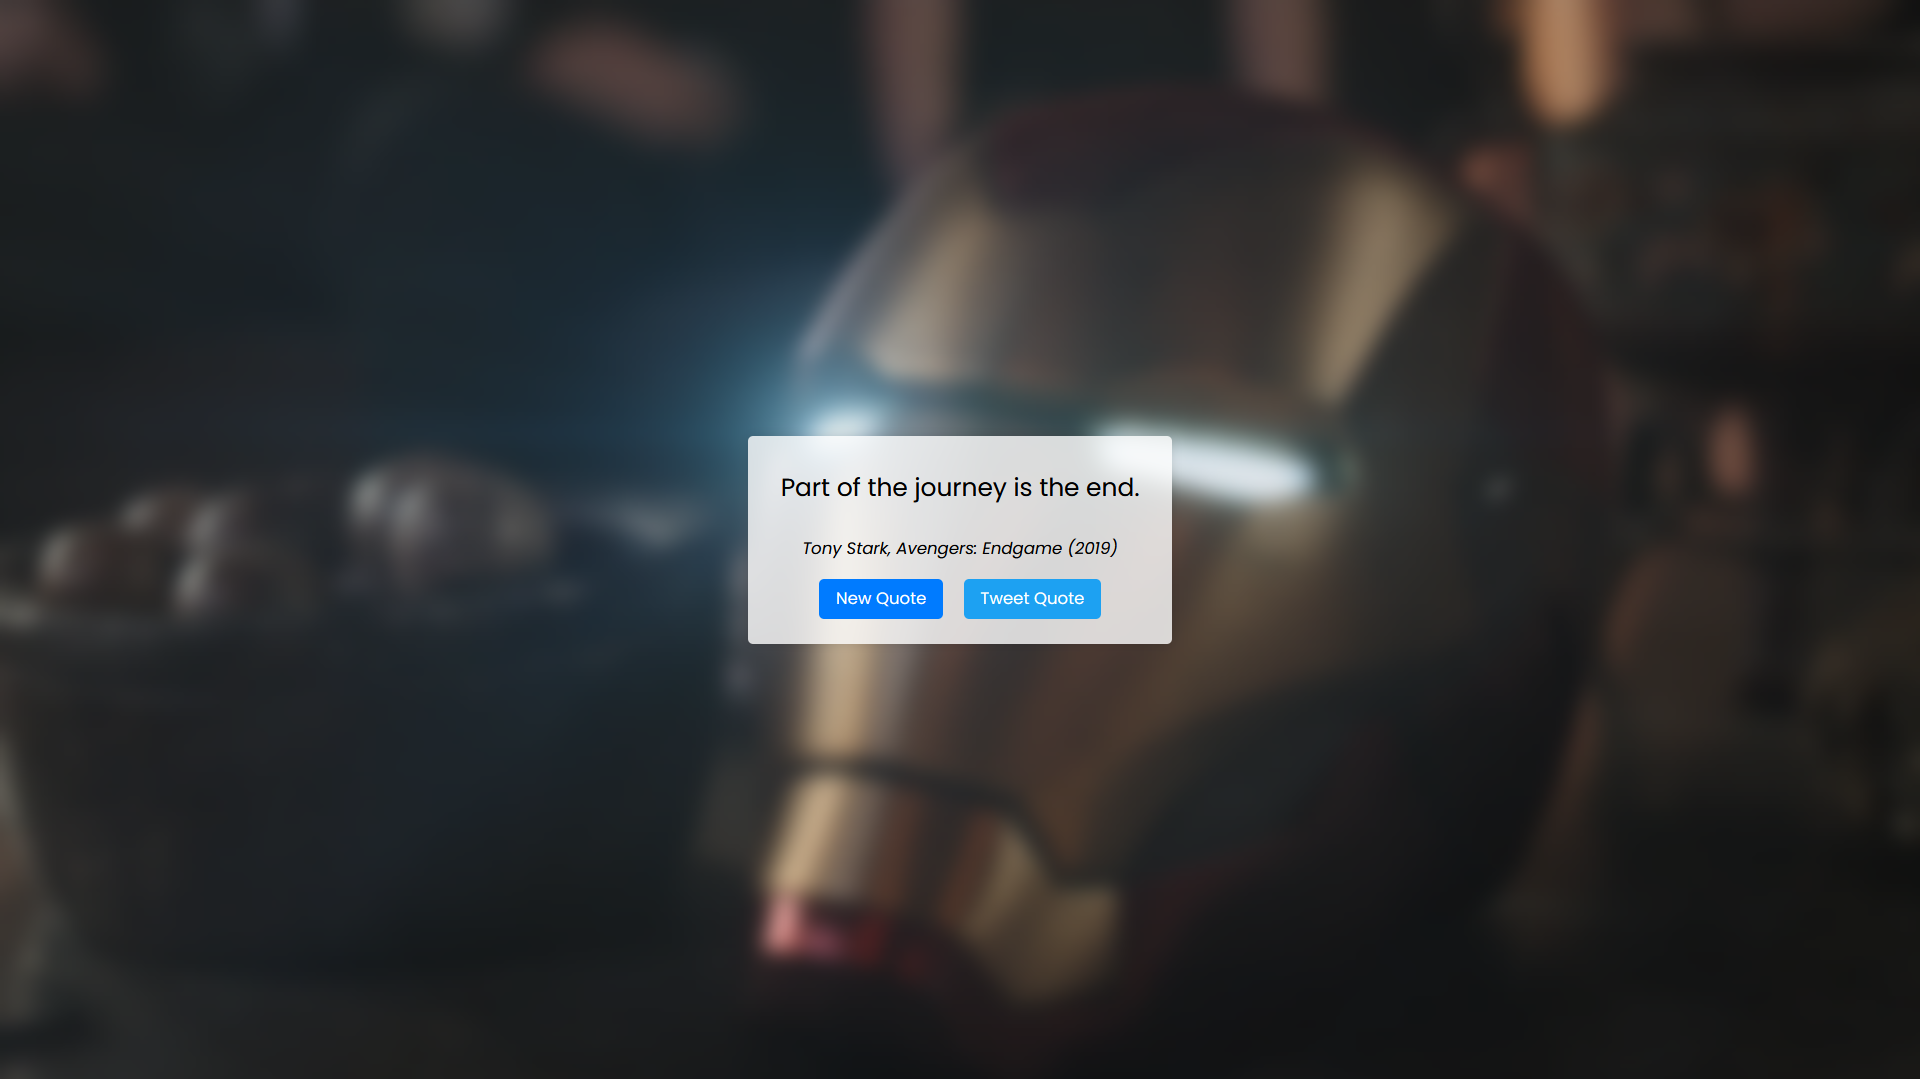 Part of the journey is the end.
Tony Stark, Avengers: Endgame (2019)
New Quote Tweet Quote